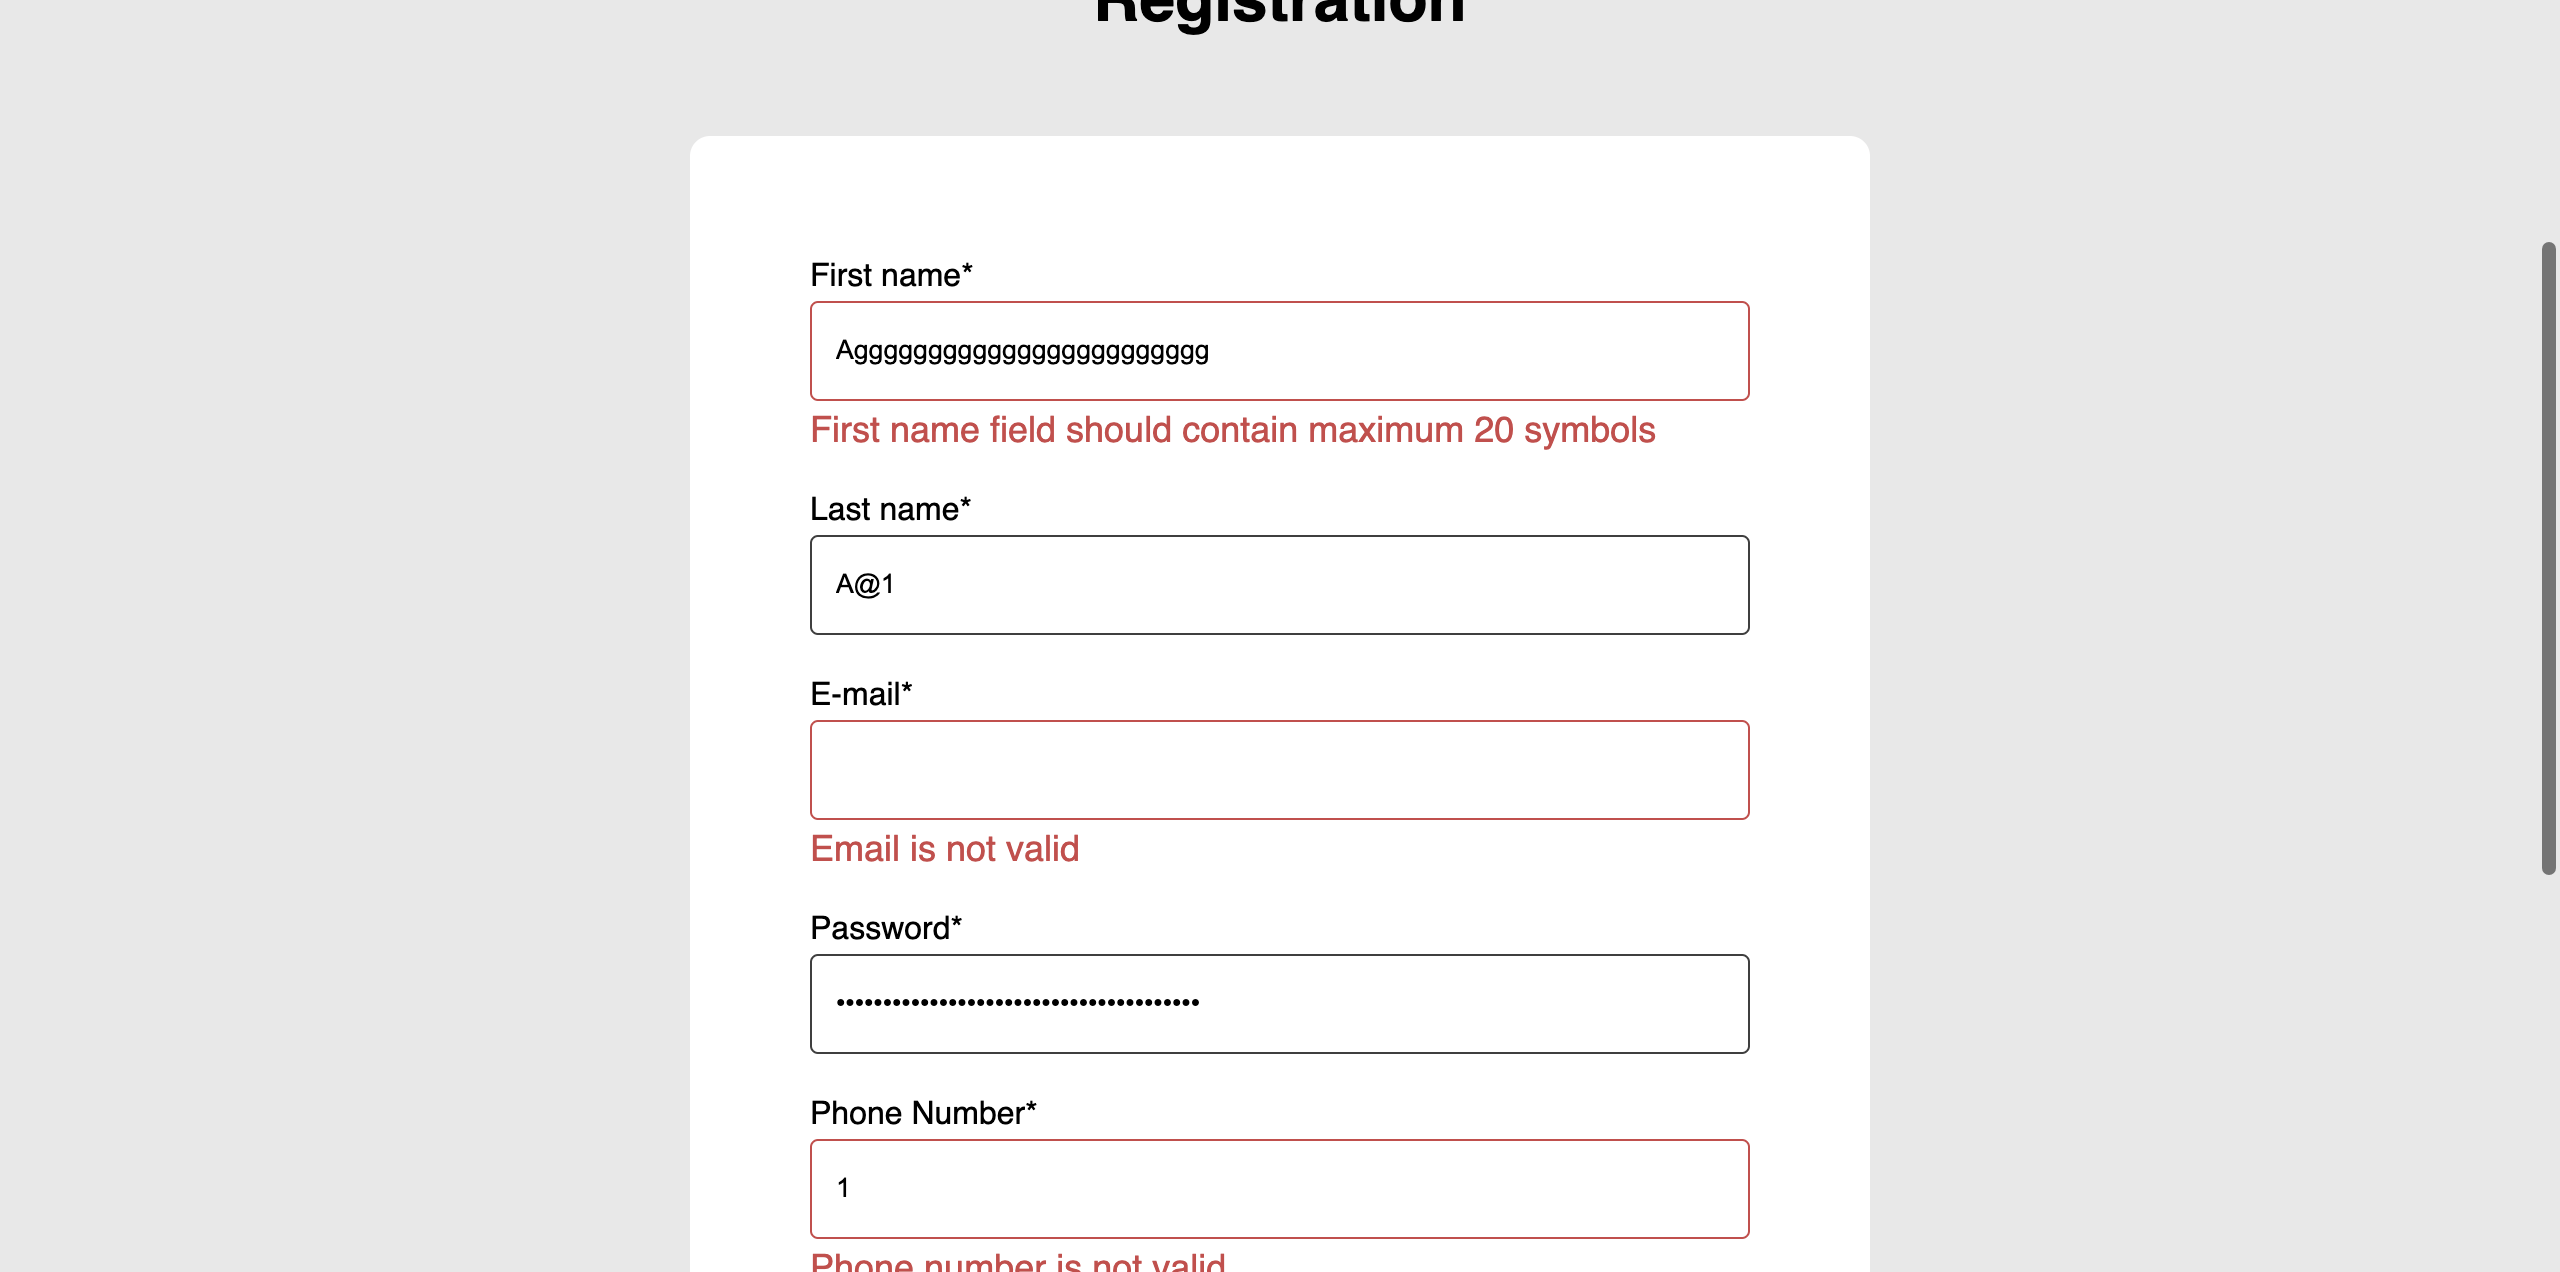 Registration
First name*
Agggggggggggggggggggggggg
First name field should contain maximum 20 symbols
Last name*
A@1
E-mail*
Email is not valid
Password*
•••••••••••••••••••••••••••••••••••••••
Phone Number*
1
Phone number is not valid